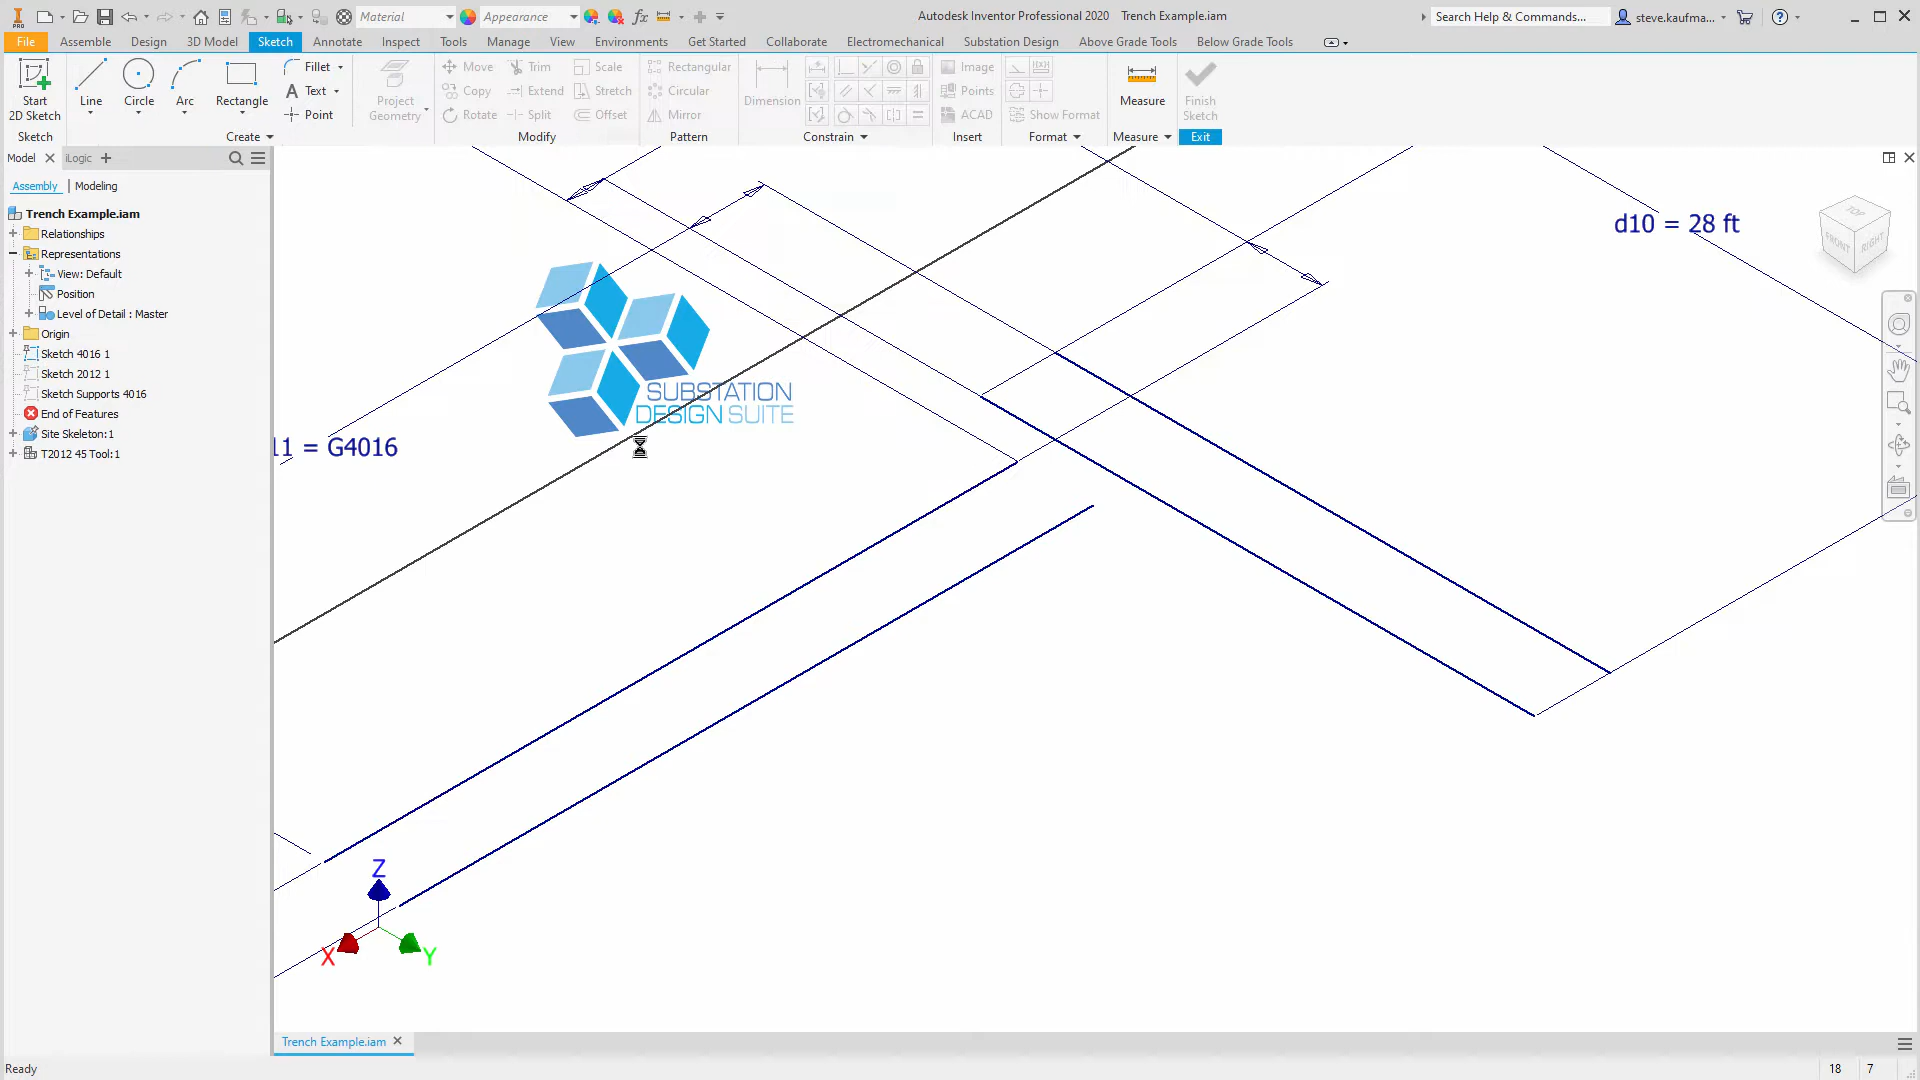 Material
Appearance
Autodesk Inventor Professional 2020 Trench Example.iam
Search Help & Commands...
steve.kaufma...
File
Assemble
Design
3D Model
Sketch
Annotate
Inspect
Tools
Manage
View
Environments
Get Started
Collaborate
Electromechanical
Substation Design
Above Grade Tools
Below Grade Tools
Start
2D Sketch
Line
Circle
Arc
Rectangle
Fillet
Text
Point
Project
Geometry
Move
Copy
Rotate
Trim
Extend
Split
Scale
Stretch
Offset
Rectangular
Circular
Mirror
Dimension
Image
Points
ACAD
Show Format
Measure
Finish
Sketch
Sketch
Create
Modify
Pattern
Constrain
Insert
Format
Measure
Exit
Model
iLogic
Assembly
Modeling
Trench Example.iam
Relationships
Representations
View: Default
Position
Level of Detail : Master
Origin
Sketch 4016 1
Sketch 2012 1
Sketch Supports 4016
End of Features
Site Skeleton:1
T2012 45 Tool:1
d10 = 28 ft
TOP
FRONT
RIGHT
SUBSTATION
DESIGN SUITE
11 = G4016
Z
X
Y
Trench Example.iam
Ready
18
7